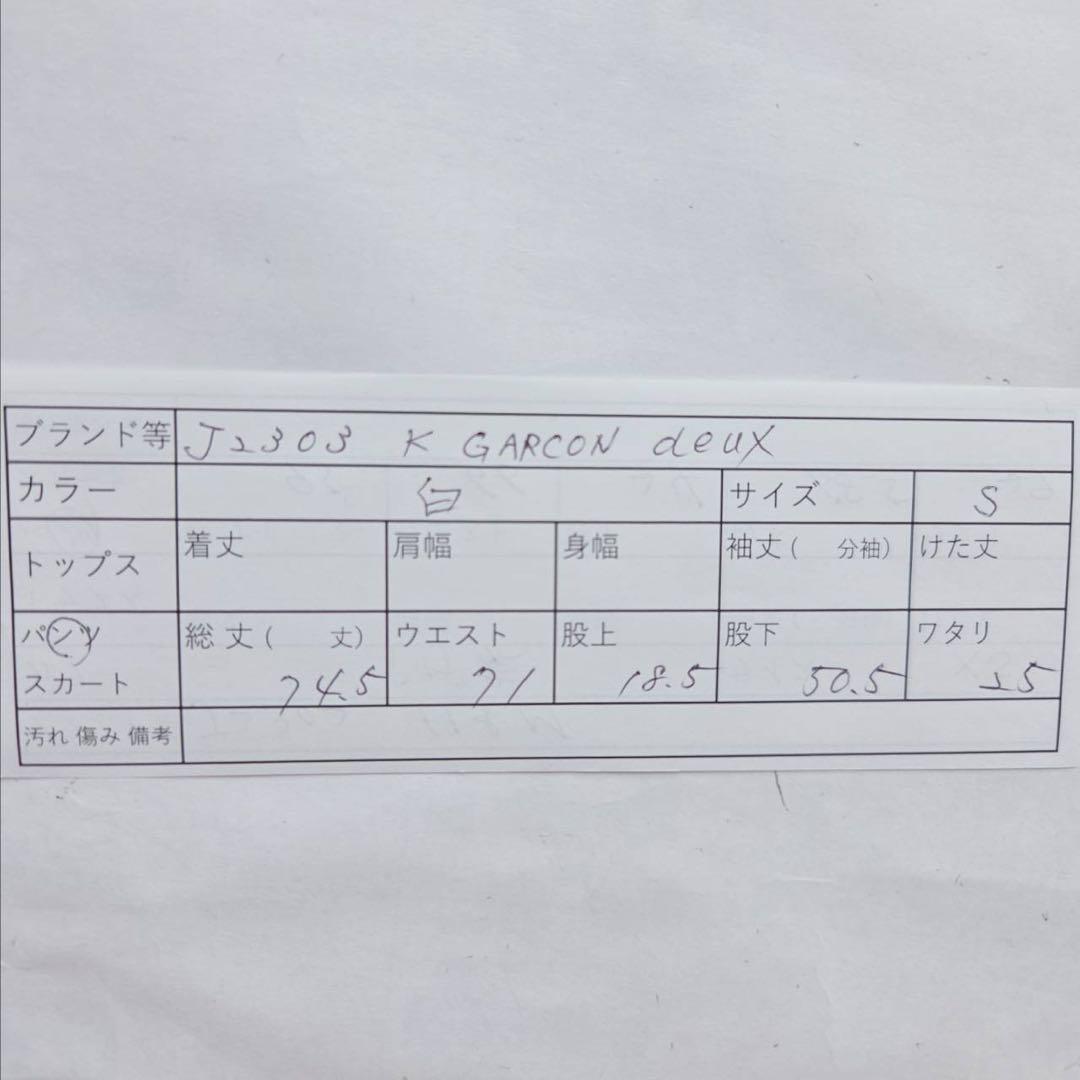 ブランド等 J2303 K GARCON deux
カラー 白 サイズ S
トップス 着丈 肩幅 身幅 袖丈( 分袖) けた丈
パンツ 総丈( 丈) ウエスト 股上 股下 ワタリ
スカート 74.5 71 18.5 50.5 25
汚れ 傷み 備考